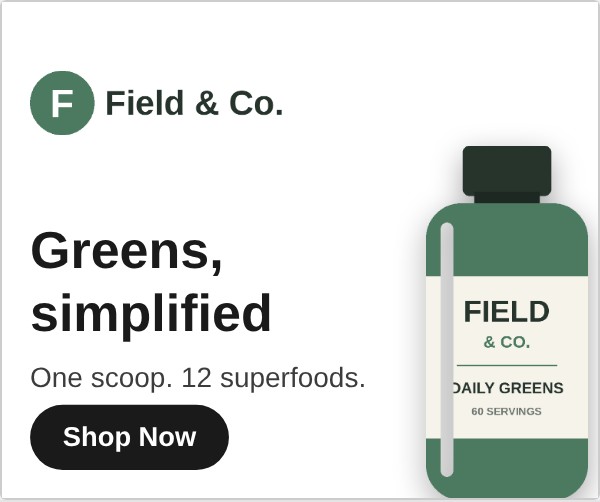 F
Field & Co.
Greens,
simplified
One scoop. 12 superfoods.
Shop Now
FIELD
& CO.
DAILY GREENS
60 SERVINGS